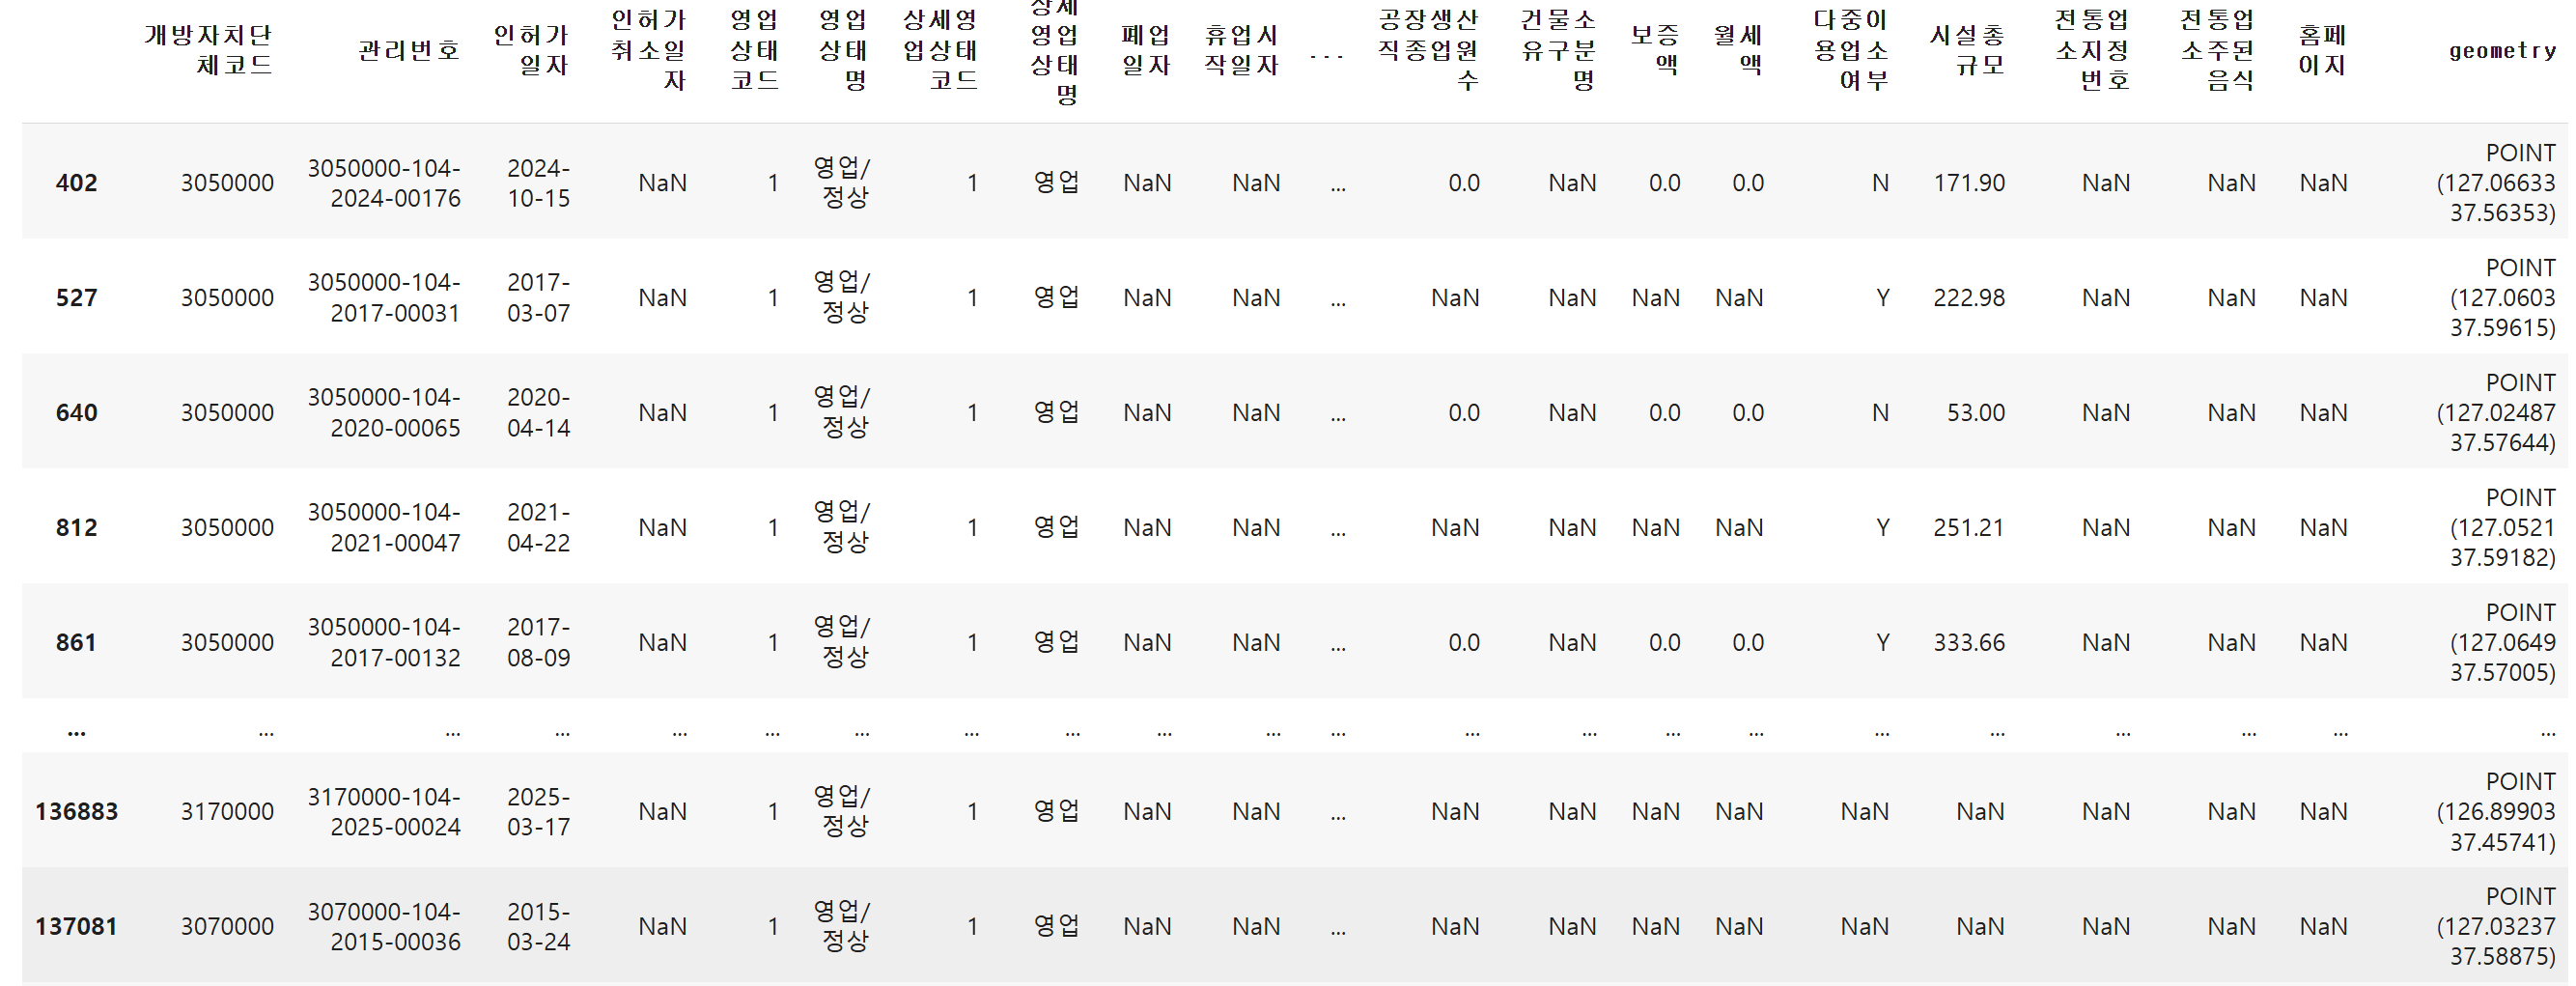 개방자치단체코드 관리번호 인허가일자 인허가취소일자 영업상태코드 영업상태명 상세영업상태코드 상세영업상태명 폐업일자 휴업시작일자 ... 공장생산직종업원수 건물소유구분명 보증액 월세액 다중이용업소여부 시설총규모 전통업소지정번호 전통업소주된음식 홈페이지 geometry
402 3050000 3050000-104-2024-00176 2024-10-15 NaN 1 영업/정상 1 영업 NaN NaN ... 0.0 NaN 0.0 0.0 N 171.90 NaN NaN NaN POINT (127.06633 37.56353)
527 3050000 3050000-104-2017-00031 2017-03-07 NaN 1 영업/정상 1 영업 NaN NaN ... NaN NaN NaN NaN Y 222.98 NaN NaN NaN POINT (127.0603 37.59615)
640 3050000 3050000-104-2020-00065 2020-04-14 NaN 1 영업/정상 1 영업 NaN NaN ... 0.0 NaN 0.0 0.0 N 53.00 NaN NaN NaN POINT (127.02487 37.57644)
812 3050000 3050000-104-2021-00047 2021-04-22 NaN 1 영업/정상 1 영업 NaN NaN ... NaN NaN NaN NaN Y 251.21 NaN NaN NaN POINT (127.0521 37.59182)
861 3050000 3050000-104-2017-00132 2017-08-09 NaN 1 영업/정상 1 영업 NaN NaN ... 0.0 NaN 0.0 0.0 Y 333.66 NaN NaN NaN POINT (127.0649 37.57005)
... ... ... ... ... ... ... ... ... ... ... ... ... ... ... ... ... ... ... ... ... ...
136883 3170000 3170000-104-2025-00024 2025-03-17 NaN 1 영업/정상 1 영업 NaN NaN ... NaN NaN NaN NaN NaN NaN NaN NaN NaN POINT (126.89903 37.45741)
137081 3070000 3070000-104-2015-00036 2015-03-24 NaN 1 영업/정상 1 영업 NaN NaN ... NaN NaN NaN NaN NaN NaN NaN NaN NaN POINT (127.03237 37.58875)